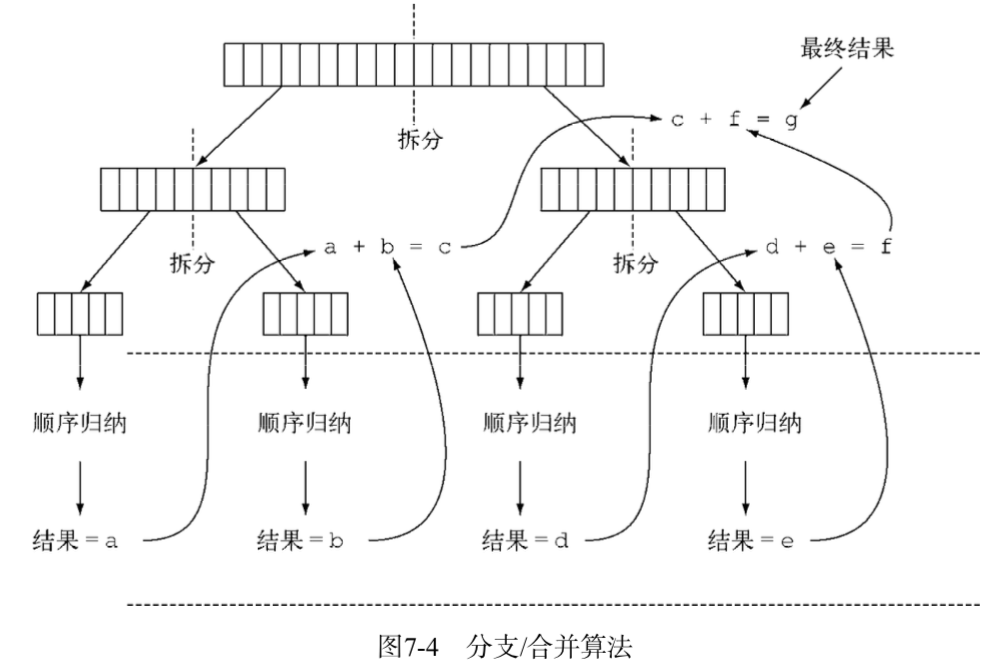 最终结果
c + f = g
拆分
a + b = c
d + e = f
拆分
拆分
顺序归纳
顺序归纳
顺序归纳
顺序归纳
结果=a
结果=b
结果=d
结果=e
图7-4 分支/合并算法